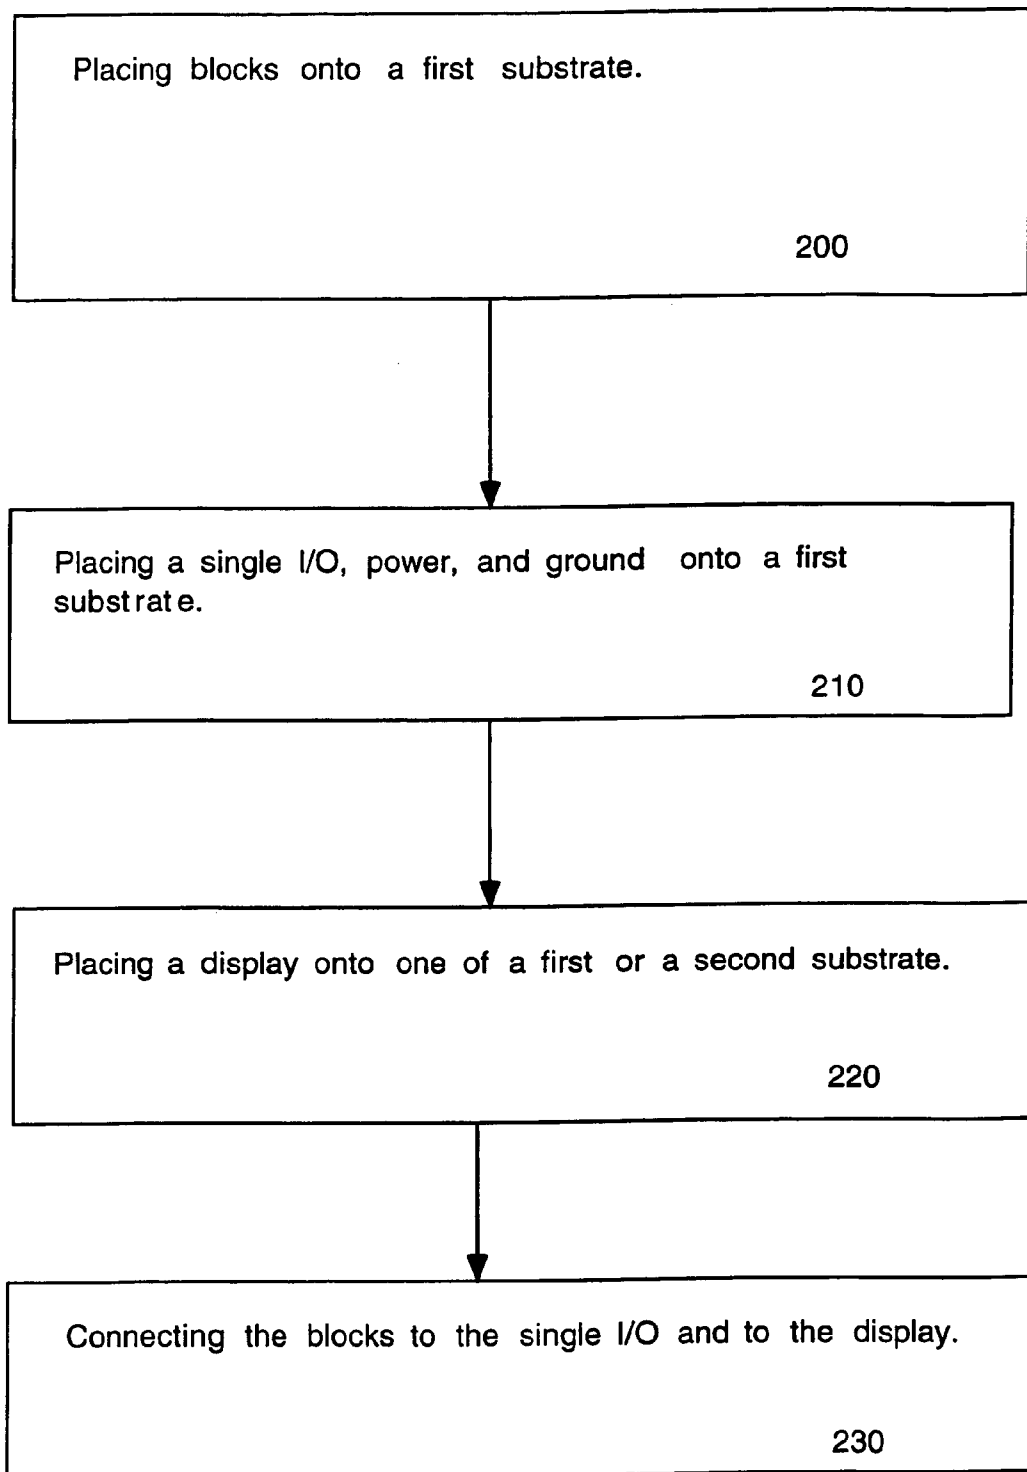 Placing blocks onto a first substrate.
200
Placing a single I/O, power, and ground onto a first
substrate.
210
Placing a display onto one of a first or a second substrate.
220
Connecting the blocks to the single I/O and to the display.
230